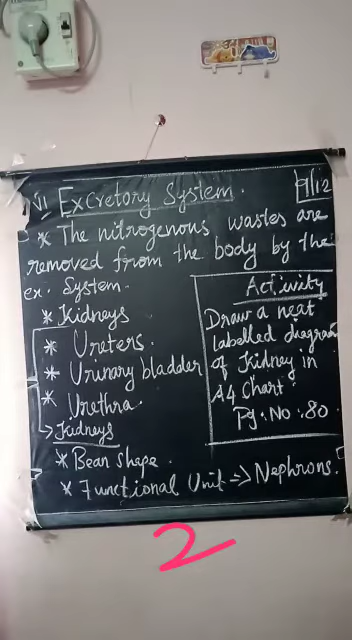 VI Excretory System. 9/12
* The nitrogenous wastes are
removed from the body by the
ex. System.
* Kidneys
* Ureters.
* Urinary bladder
* Urethra.
→ Kidneys
* Bean shape.
* Functional Unit → Nephrons.
Activity
Draw a neat
labelled diagram
of Kidney in
A4 Chart.
Pg. No. 80
2